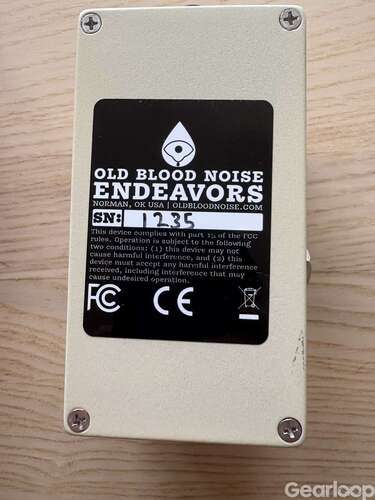 OLD BLOOD NOISE
ENDEAVORS
NORMAN, OK USA | OLDBLOODNOISE.COM
SN: 1235
This device complies with part 15 of the FCC
rules. Operation is subject to the following
two conditions: (1) this device may not
cause harmful interference, and (2) this
device must accept any harmful interference
received, including interference that may
cause undesired operation.
FC CE
Gearloop